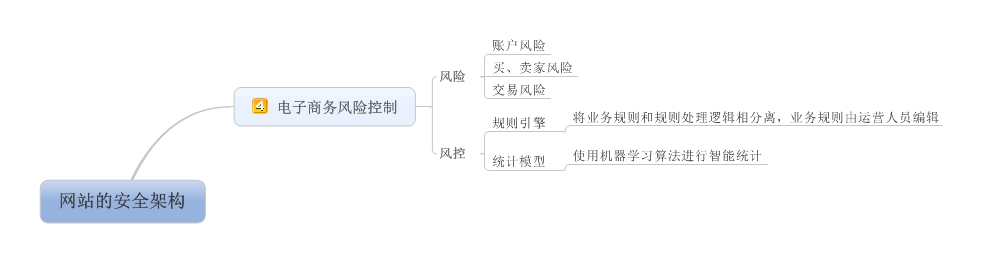 账户风险
风险
买、卖家风险
交易风险
4 电子商务风险控制
规则引擎
将业务规则和规则处理逻辑相分离，业务规则由运营人员编辑
风控
统计模型
使用机器学习算法进行智能统计
网站的安全架构